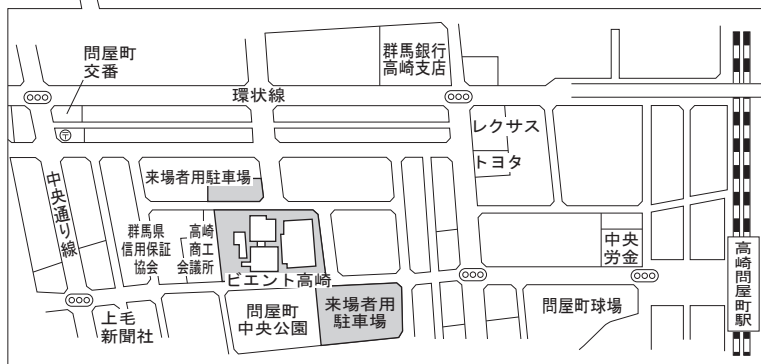 問屋町
交番
群馬銀行
高崎支店
環状線
〒
レクサス
トヨタ
来場者用駐車場
中央通り線
群馬県
信用保証
協会
高崎
商工
会議所
ビエント高崎
中央
労金
高崎問屋町駅
上毛
新聞社
問屋町
中央公園
来場者用
駐車場
問屋町球場